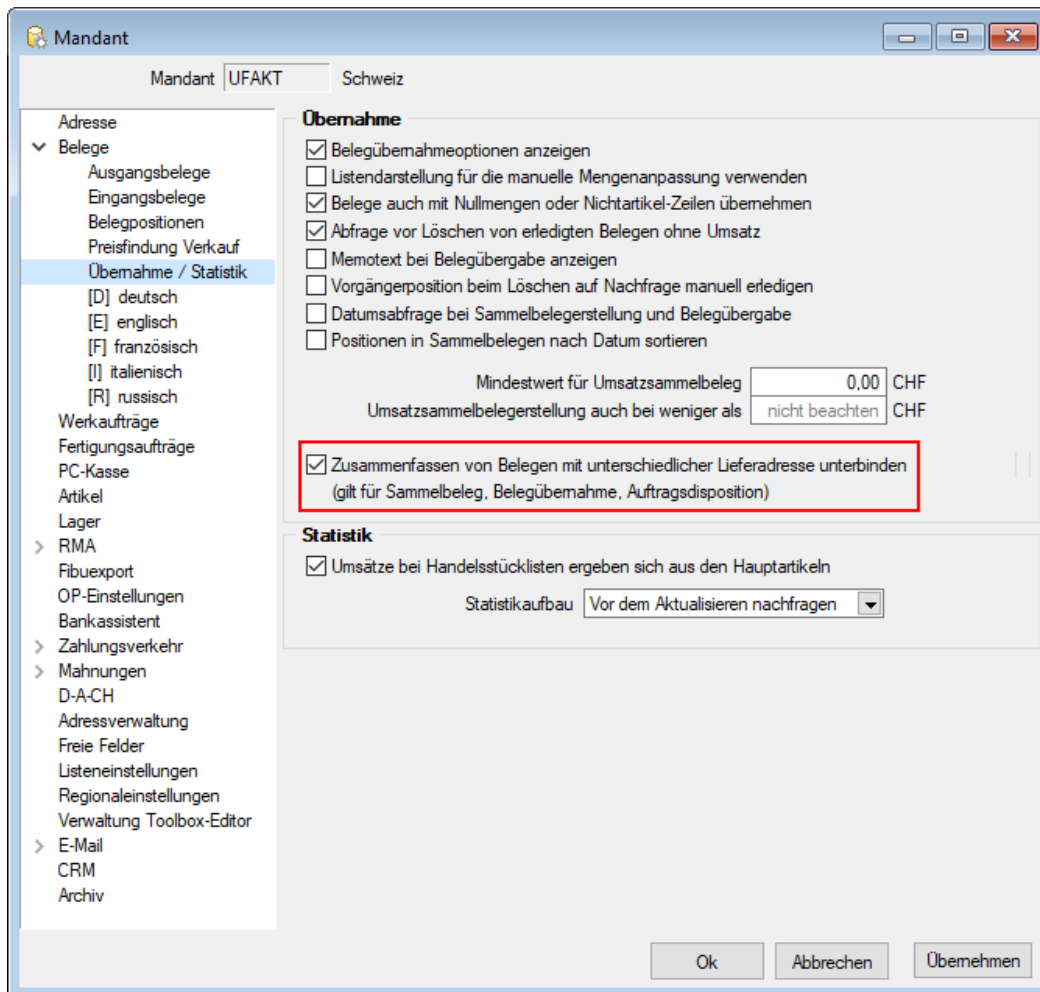 Mandant
Mandant UFAKT Schweiz
Adresse
Belege
Ausgangsbelege
Eingangsbelege
Belegpositionen
Preisfindung Verkauf
Übernahme / Statistik
[D] deutsch
[E] englisch
[F] französisch
[I] italienisch
[R] russisch
Werkaufträge
Fertigungsaufträge
PC-Kasse
Artikel
Lager
RMA
Fibuexport
OP-Einstellungen
Bankassistent
Zahlungsverkehr
Mahnungen
D-A-CH
Adressverwaltung
Freie Felder
Listeneinstellungen
Regionaleinstellungen
Verwaltung Toolbox-Editor
E-Mail
CRM
Archiv
Übernahme
Belegübernahmeoptionen anzeigen
Listendarstellung für die manuelle Mengenanpassung verwenden
Belege auch mit Nullmengen oder Nichtartikel-Zeilen übernehmen
Abfrage vor Löschen von erledigten Belegen ohne Umsatz
Memotext bei Belegübergabe anzeigen
Vorgängerposition beim Löschen auf Nachfrage manuell erledigen
Datumsabfrage bei Sammelbelegerstellung und Belegübergabe
Positionen in Sammelbelegen nach Datum sortieren
Mindestwert für Umsatzsammelbeleg 0,00 CHF
Umsatzsammelbelegerstellung auch bei weniger als nicht beachten CHF
Zusammenfassen von Belegen mit unterschiedlicher Lieferadresse unterbinden
(gilt für Sammelbeleg, Belegübernahme, Auftragsdisposition)
Statistik
Umsätze bei Handelsstücklisten ergeben sich aus den Hauptartikeln
Statistikaufbau Vor dem Aktualisieren nachfragen
Ok Abbrechen Übernehmen